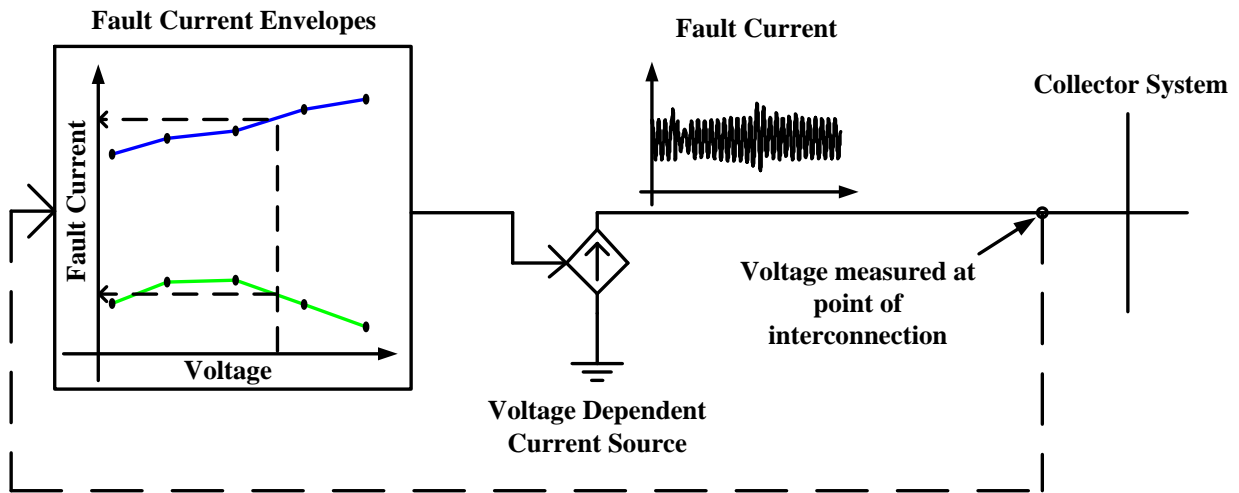 Fault Current Envelopes
Fault Current
Voltage
Fault Current
Collector System
Voltage measured at
point of
interconnection
Voltage Dependent
Current Source